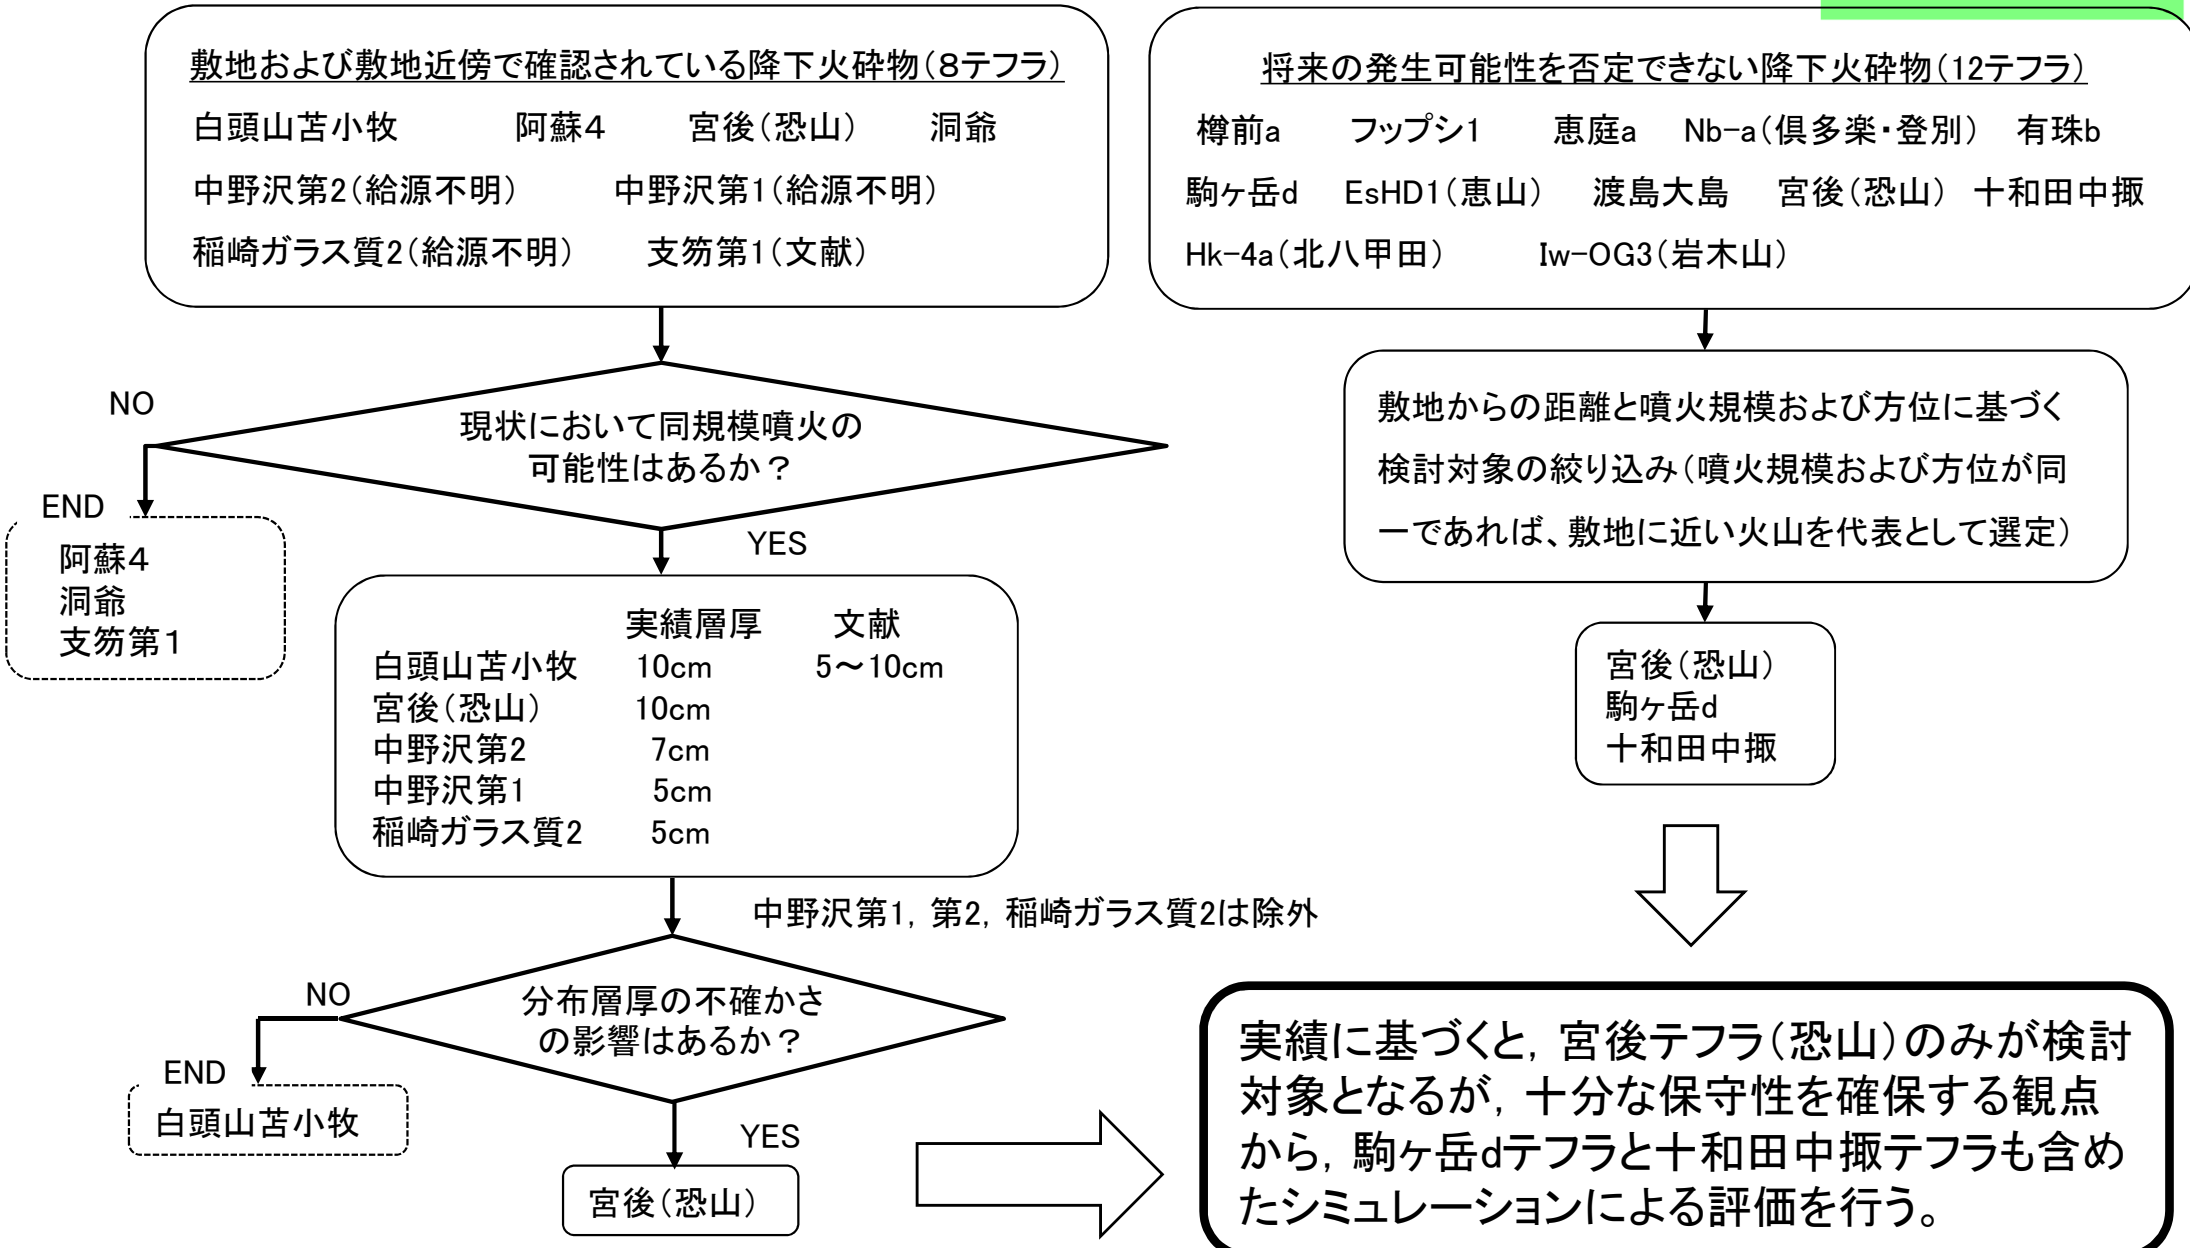 敷地および敷地近傍で確認されている降下火砕物(8テフラ)
白頭山苫小牧 阿蘇4 宮後(恐山) 洞爺
中野沢第2(給源不明) 中野沢第1(給源不明)
稲崎ガラス質2(給源不明) 支笏第1(文献)
NO
現状において同規模噴火の
可能性はあるか？
END
阿蘇4
洞爺
支笏第1
YES
実績層厚 文献
白頭山苫小牧 10cm 5～10cm
宮後(恐山) 10cm
中野沢第2 7cm
中野沢第1 5cm
稲崎ガラス質2 5cm
中野沢第1, 第2, 稲崎ガラス質2は除外
NO
分布層厚の不確かさ
の影響はあるか？
END
白頭山苫小牧
YES
宮後(恐山)
将来の発生可能性を否定できない降下火砕物(12テフラ)
樽前a フップシ1 恵庭a Nb-a(倶多楽・登別) 有珠b
駒ヶ岳d EsHD1(恵山) 渡島大島 宮後(恐山) 十和田中掫
Hk-4a(北八甲田) Iw-OG3(岩木山)
敷地からの距離と噴火規模および方位に基づく
検討対象の絞り込み(噴火規模および方位が同
一であれば、敷地に近い火山を代表として選定)
宮後(恐山)
駒ヶ岳d
十和田中掫
実績に基づくと, 宮後テフラ(恐山)のみが検討
対象となるが, 十分な保守性を確保する観点
から, 駒ヶ岳dテフラと十和田中掫テフラも含め
たシミュレーションによる評価を行う。